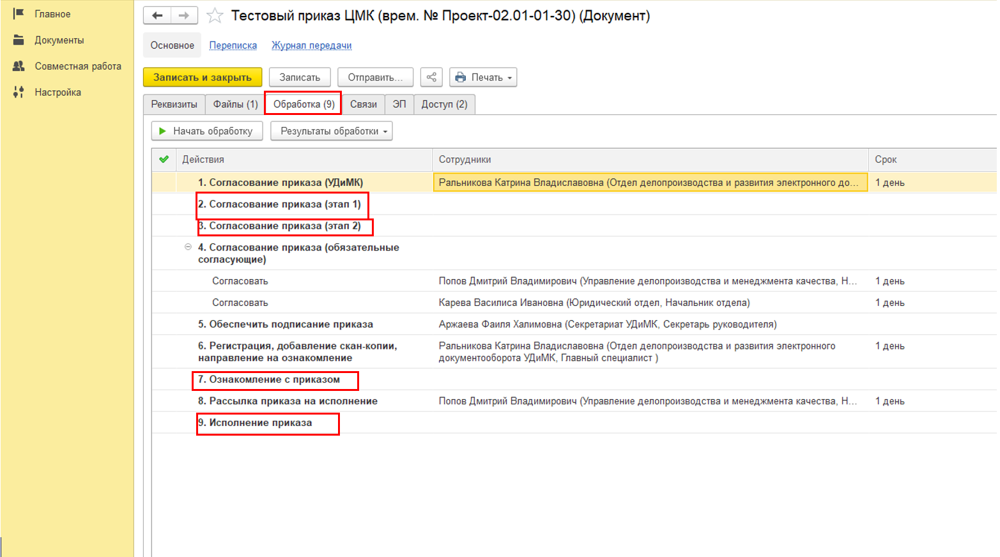 Главное
Документы
Совместная работа
Настройка
Тестовый приказ ЦМК (врем. № Проект-02.01-01-30) (Документ)
Основное Переписка Журнал передачи
Записать и закрыть Записать Отправить... Печать
Реквизиты Файлы (1) Обработка (9) Связи ЭП Доступ (2)
Начать обработку Результаты обработки
Действия Сотрудники Срок
1. Согласование приказа (УДиМК) Ральникова Катрина Владиславовна (Отдел делопроизводства и развития электронного до... 1 день
2. Согласование приказа (этап 1)
3. Согласование приказа (этап 2)
4. Согласование приказа (обязательные
согласующие)
Согласовать Попов Дмитрий Владимирович (Управление делопроизводства и менеджмента качества, Н... 1 день
Согласовать Карева Василиса Ивановна (Юридический отдел, Начальник отдела) 1 день
5. Обеспечить подписание приказа Аржаева Фаиля Халимовна (Секретариат УДиМК, Секретарь руководителя)
6. Регистрация, добавление скан-копии, Ральникова Катрина Владиславовна (Отдел делопроизводства и развития электронного 1 день
направление на ознакомление документооборота УДиМК, Главный специалист )
7. Ознакомление с приказом
8. Рассылка приказа на исполнение Попов Дмитрий Владимирович (Управление делопроизводства и менеджмента качества, Н... 1 день
9. Исполнение приказа